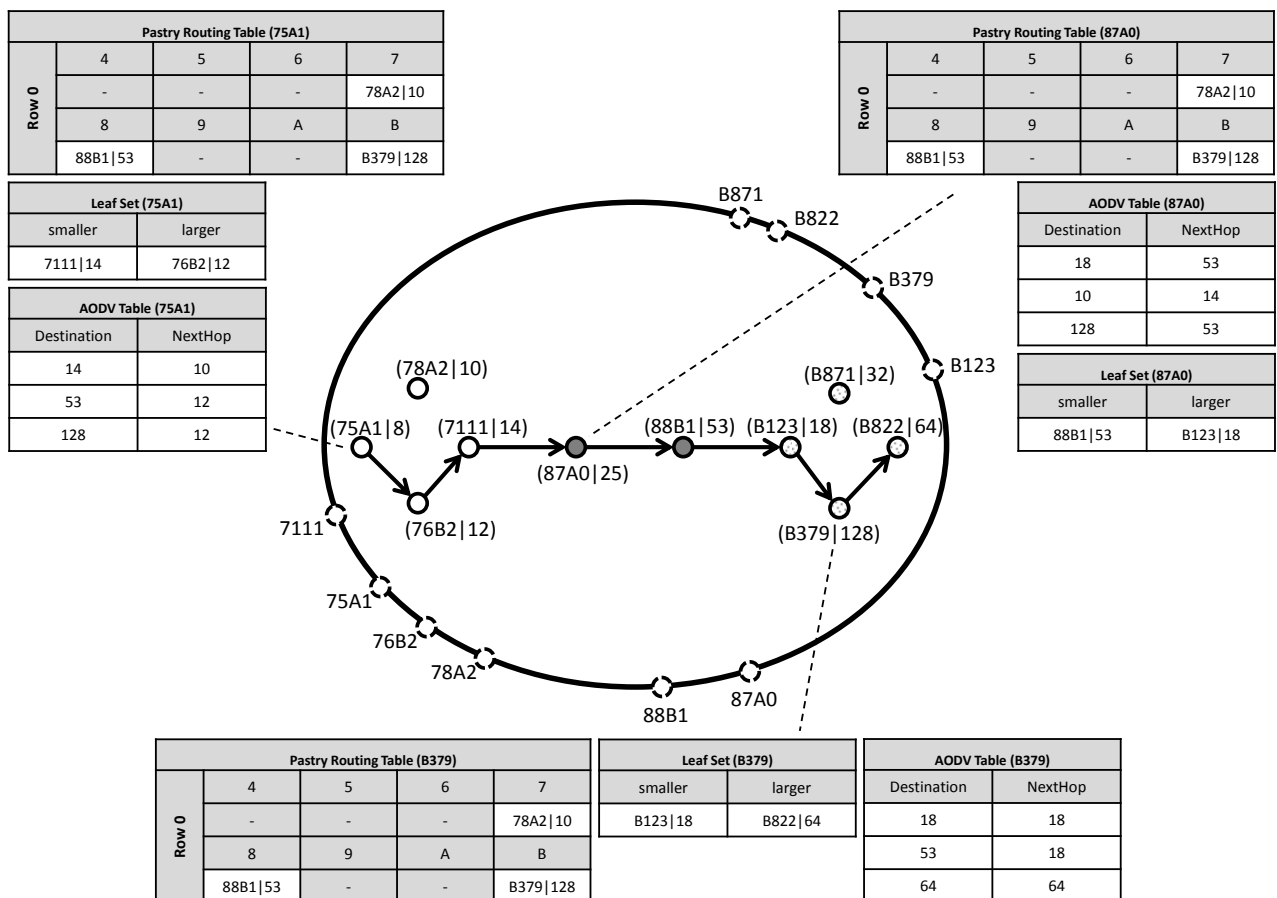 Pastry Routing Table (75A1)
Row 0
4 5 6 7
- - - 78A2|10
8 9 A B
88B1|53 - - B379|128
Leaf Set (75A1)
smaller larger
7111|14 76B2|12
AODV Table (75A1)
Destination NextHop
14 10
53 12
128 12
Pastry Routing Table (87A0)
Row 0
4 5 6 7
- - - 78A2|10
8 9 A B
88B1|53 - - B379|128
AODV Table (87A0)
Destination NextHop
18 53
10 14
128 53
Leaf Set (87A0)
smaller larger
88B1|53 B123|18
B871
B822
B379
B123
(78A2|10)
(B871|32)
(75A1|8) (7111|14) (88B1|53) (B123|18) (B822|64)
(87A0|25)
(76B2|12)
(B379|128)
7111
75A1
76B2
78A2
88B1
87A0
Pastry Routing Table (B379)
Row 0
4 5 6 7
- - - 78A2|10
8 9 A B
88B1|53 - - B379|128
Leaf Set (B379)
smaller larger
B123|18 B822|64
AODV Table (B379)
Destination NextHop
18 18
53 18
64 64